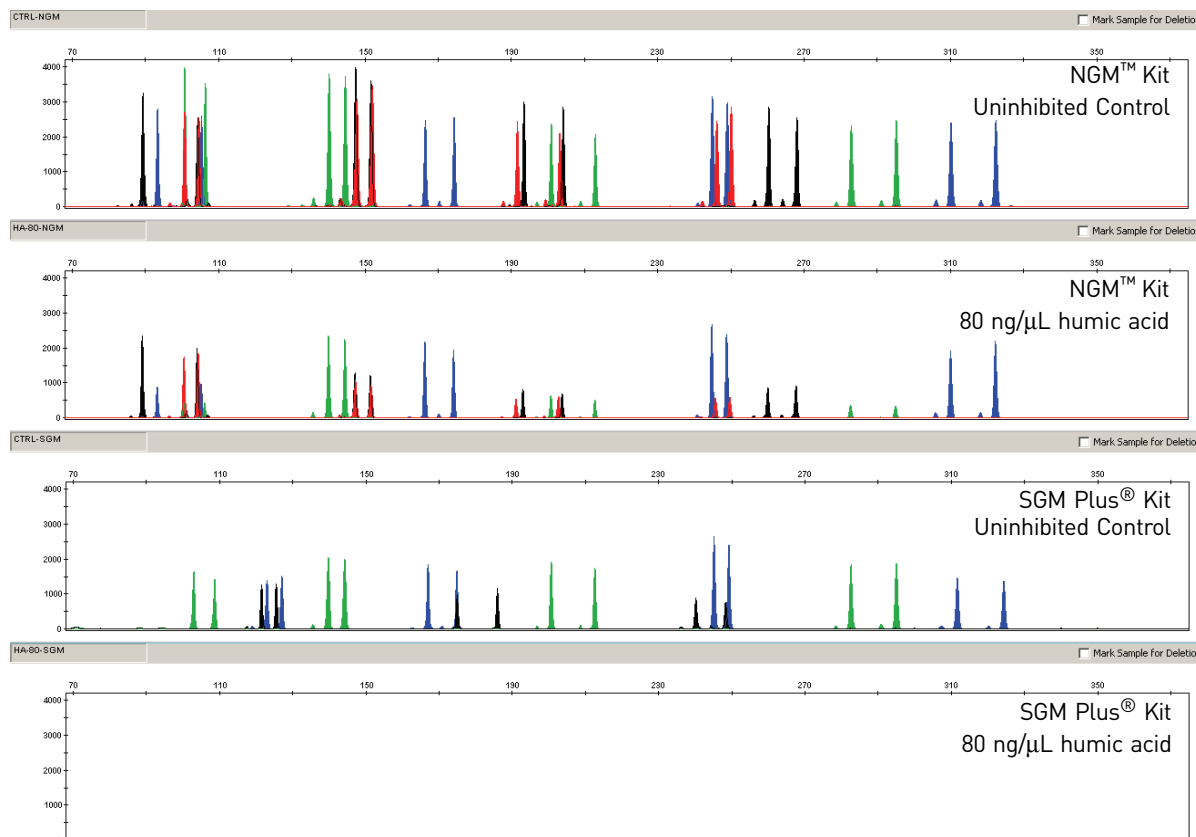 CTRL-NGM
Mark Sample for Deletio
70 110 150 190 230 270 310 350
4000
3000
2000
1000
0
NGM™ Kit
Uninhibited Control
HA-80-NGM
Mark Sample for Deletio
70 110 150 190 230 270 310 350
4000
3000
2000
1000
0
NGM™ Kit
80 ng/μL humic acid
CTRL-SGM
Mark Sample for Deletio
70 110 150 190 230 270 310 350
4000
3000
2000
1000
0
SGM Plus® Kit
Uninhibited Control
HA-80-SGM
Mark Sample for Deletio
70 110 150 190 230 270 310 350
4000
3000
2000
1000
SGM Plus® Kit
80 ng/μL humic acid